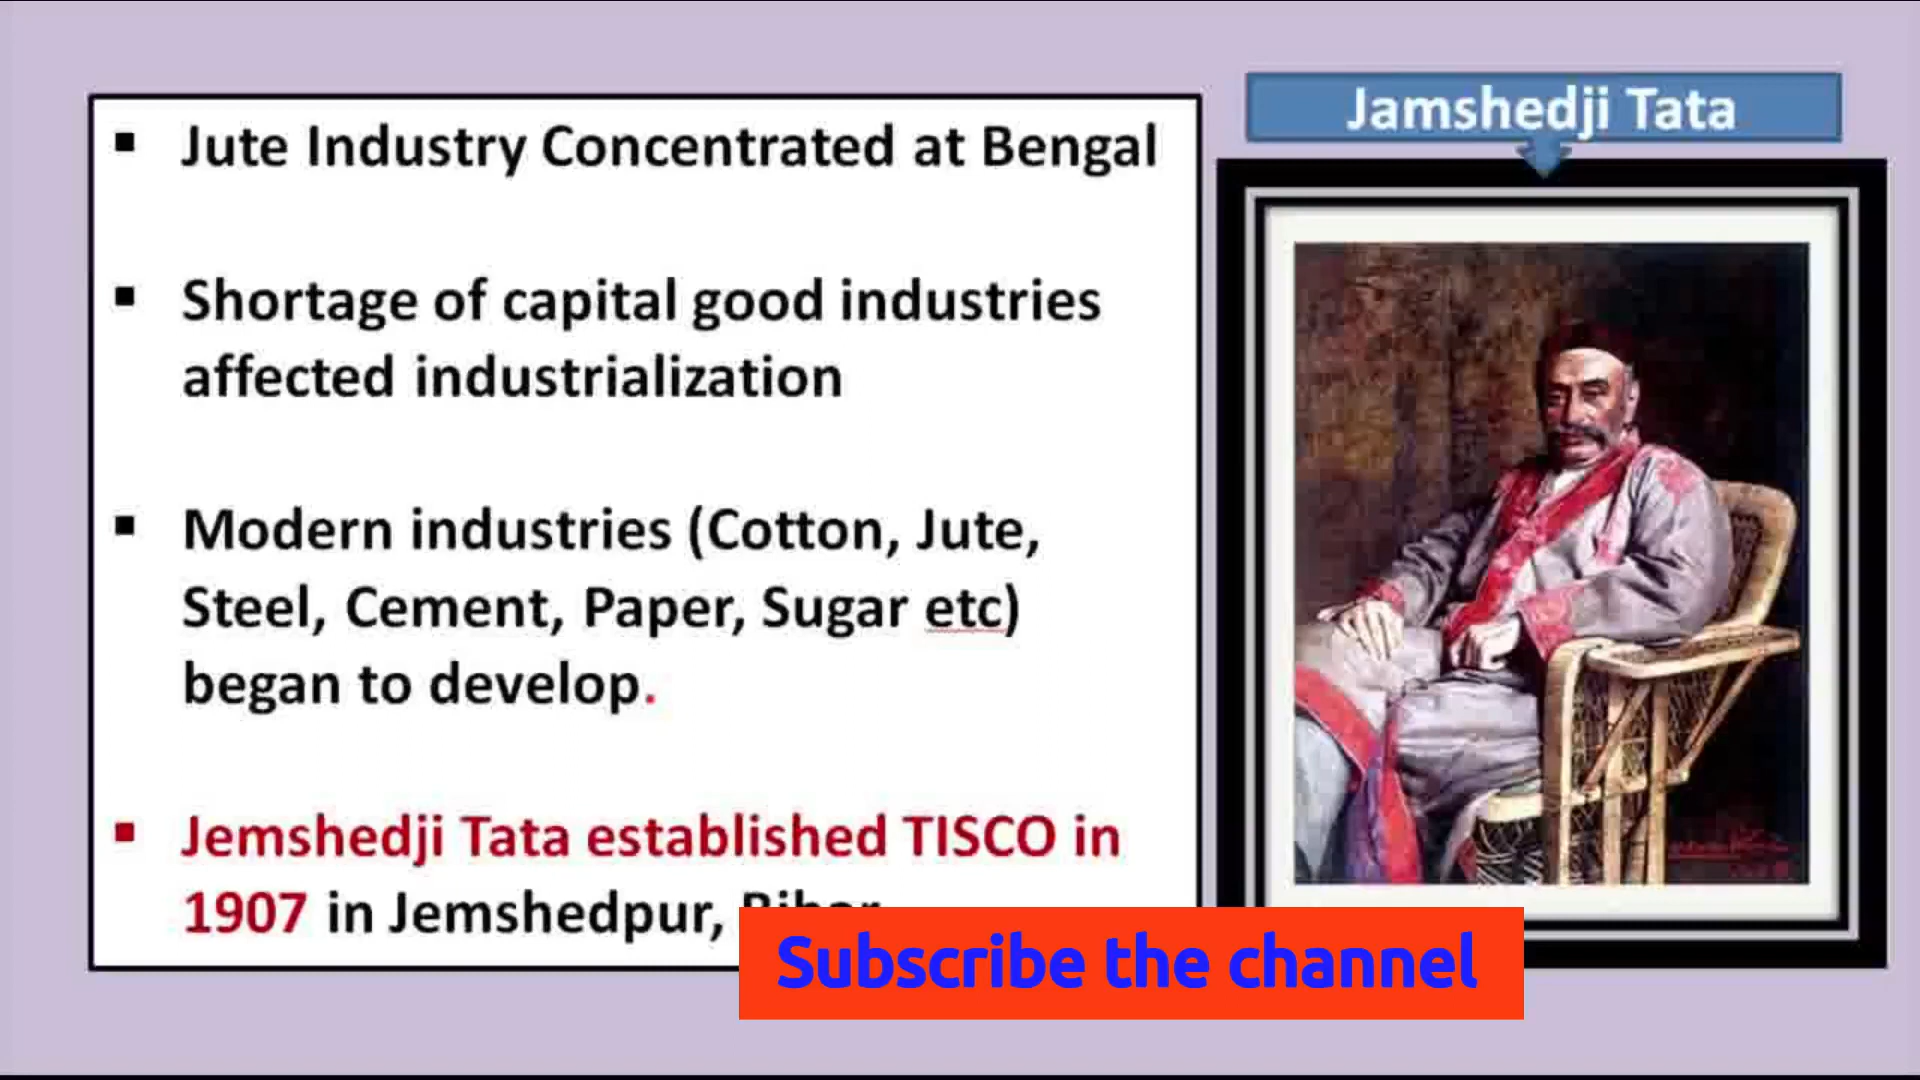 Jamshedji Tata
▪ Jute Industry Concentrated at Bengal
▪ Shortage of capital good industries
affected industrialization
▪ Modern industries (Cotton, Jute,
Steel, Cement, Paper, Sugar etc)
began to develop.
▪ Jemshedji Tata established TISCO in
1907 in Jemshedpur, Bihar
Subscribe the channel